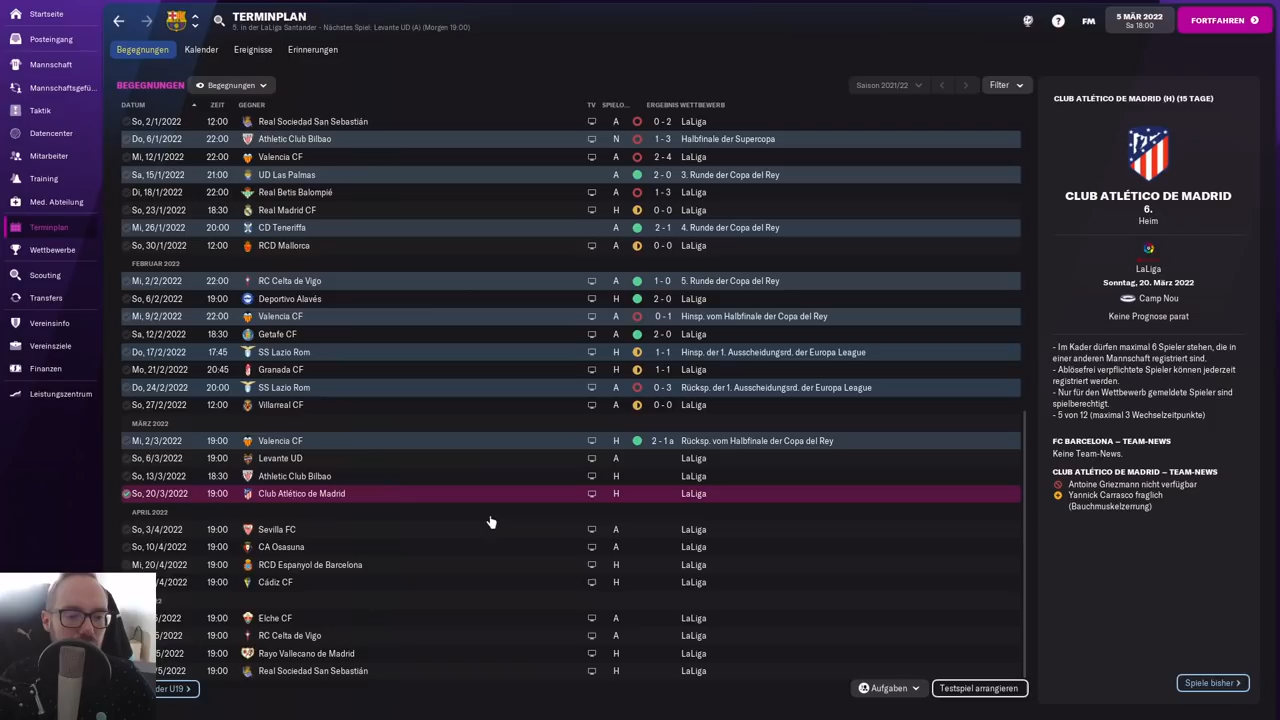 Startseite
Posteingang
Mannschaft
Mannschaftsgefü...
Taktik
Datencenter
Mitarbeiter
Training
Med. Abteilung
Terminplan
Wettbewerbe
Scouting
Transfers
Vereinsinfo
Vereinsziele
Finanzen
Leistungszentrum
TERMINPLAN
5. in der LaLiga Santander - Nächstes Spiel: Levante UD (A) (Morgen 19:00)
FM
5 MÄR 2022
Sa 18:00
FORTFAHREN
Begegnungen Kalender Ereignisse Erinnerungen
BEGEGNUNGEN Begegnungen Saison 2021/22 Filter
DATUM ZEIT GEGNER TV SPIELO... ERGEBNIS WETTBEWERB
So, 2/1/2022 12:00 Real Sociedad San Sebastián A 0 - 2 LaLiga
Do, 6/1/2022 22:00 Athletic Club Bilbao N 1 - 3 Halbfinale der Supercopa
Mi, 12/1/2022 22:00 Valencia CF A 2 - 4 LaLiga
Sa, 15/1/2022 21:00 UD Las Palmas A 2 - 0 3. Runde der Copa del Rey
Di, 18/1/2022 22:00 Real Betis Balompié A 1 - 3 LaLiga
So, 23/1/2022 18:30 Real Madrid CF H 0 - 0 LaLiga
Mi, 26/1/2022 20:00 CD Teneriffa A 2 - 1 4. Runde der Copa del Rey
So, 30/1/2022 12:00 RCD Mallorca A 0 - 0 LaLiga
FEBRUAR 2022
Mi, 2/2/2022 22:00 RC Celta de Vigo A 1 - 0 5. Runde der Copa del Rey
So, 6/2/2022 19:00 Deportivo Alavés H 2 - 0 LaLiga
Mi, 9/2/2022 22:00 Valencia CF A 0 - 1 Hinsp. vom Halbfinale der Copa del Rey
Sa, 12/2/2022 18:30 Getafe CF A 2 - 0 LaLiga
Do, 17/2/2022 17:45 SS Lazio Rom H 1 - 1 Hinsp. der 1. Ausscheidungsrd. der Europa League
Mo, 21/2/2022 20:45 Granada CF H 1 - 1 LaLiga
Do, 24/2/2022 20:00 SS Lazio Rom A 0 - 3 Rücksp. der 1. Ausscheidungsrd. der Europa League
So, 27/2/2022 12:00 Villarreal CF A 0 - 0 LaLiga
MÄRZ 2022
Mi, 2/3/2022 19:00 Valencia CF H 2 - 1 a Rücksp. vom Halbfinale der Copa del Rey
So, 6/3/2022 19:00 Levante UD A LaLiga
So, 13/3/2022 18:30 Athletic Club Bilbao H LaLiga
So, 20/3/2022 19:00 Club Atlético de Madrid H LaLiga
APRIL 2022
So, 3/4/2022 19:00 Sevilla FC A LaLiga
So, 10/4/2022 19:00 CA Osasuna A LaLiga
Mi, 20/4/2022 19:00 RCD Espanyol de Barcelona H LaLiga
/4/2022 19:00 Cádiz CF H LaLiga
/2022 19:00 Elche CF A LaLiga
5/2022 19:00 RC Celta de Vigo A LaLiga
5/2022 19:00 Rayo Vallecano de Madrid H LaLiga
5/2022 19:00 Real Sociedad San Sebastián H LaLiga
der U19 Aufgaben Testspiel arrangieren
CLUB ATLÉTICO DE MADRID (H) (15 TAGE)
CLUB ATLÉTICO DE MADRID
6.
Heim
LaLiga
Sonntag, 20. März 2022
Camp Nou
Keine Prognose parat
- Im Kader dürfen maximal 6 Spieler stehen, die in
einer anderen Mannschaft registriert sind.
- Ablösefrei verpflichtete Spieler können jederzeit
registriert werden.
- Nur für den Wettbewerb gemeldete Spieler sind
spielberechtigt.
- 5 von 12 (maximal 3 Wechselzeitpunkte)
FC BARCELONA – TEAM-NEWS
Keine Team-News.
CLUB ATLÉTICO DE MADRID – TEAM-NEWS
Antoine Griezmann nicht verfügbar
Yannick Carrasco fraglich
(Bauchmuskelzerrung)
Spiele bisher